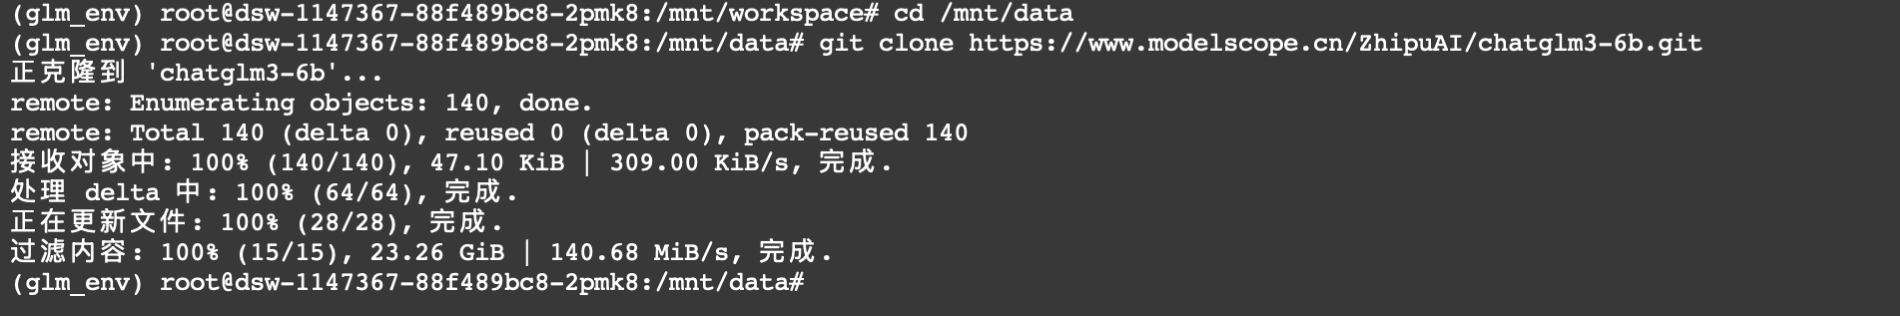 (glm_env) root@dsw-1147367-88f489bc8-2pmk8:/mnt/workspace# cd /mnt/data
(glm_env) root@dsw-1147367-88f489bc8-2pmk8:/mnt/data# git clone https://www.modelscope.cn/ZhipuAI/chatglm3-6b.git
正克隆到 'chatglm3-6b'...
remote: Enumerating objects: 140, done.
remote: Total 140 (delta 0), reused 0 (delta 0), pack-reused 140
接收对象中: 100% (140/140), 47.10 KiB | 309.00 KiB/s, 完成.
处理 delta 中: 100% (64/64), 完成.
正在更新文件: 100% (28/28), 完成.
过滤内容: 100% (15/15), 23.26 GiB | 140.68 MiB/s, 完成.
(glm_env) root@dsw-1147367-88f489bc8-2pmk8:/mnt/data#